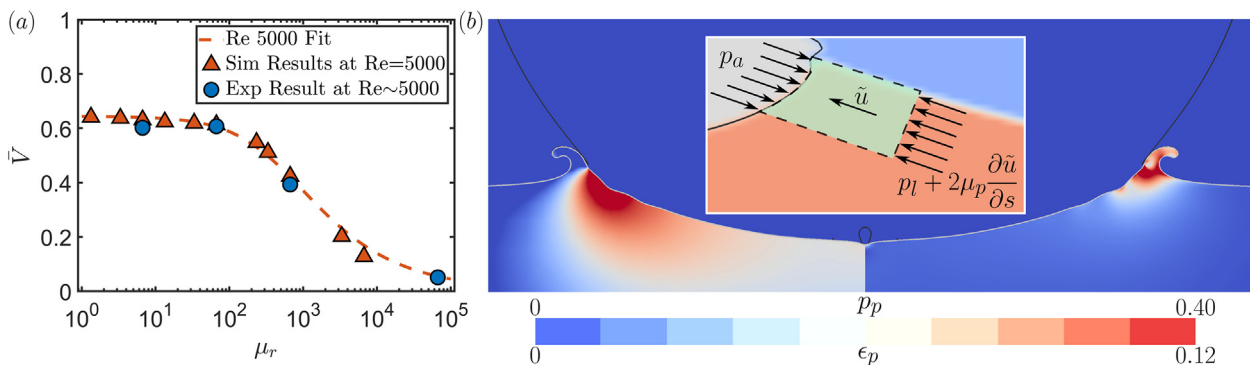 (a)
1
0.8
0.6
0.4
0.2
0
V̄
Re 5000 Fit
Sim Results at Re=5000
Exp Result at Re~5000
10^0 10^1 10^2 10^3 10^4 10^5
μ_r
(b)
p_a
ũ
p_l + 2μ_p ∂ũ/∂s
0 p_p 0.40
0 ϵ_p 0.12